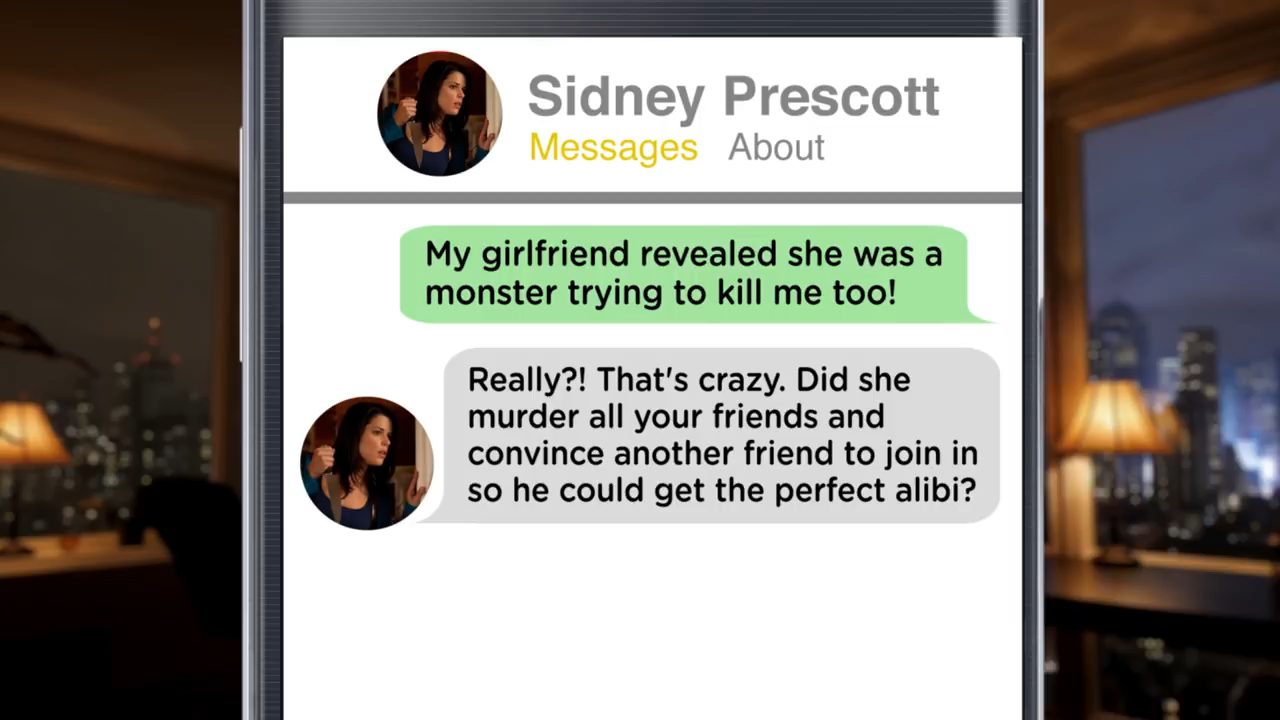 Sidney Prescott
Messages About
My girlfriend revealed she was a
monster trying to kill me too!
Really?! That's crazy. Did she
murder all your friends and
convince another friend to join in
so he could get the perfect alibi?